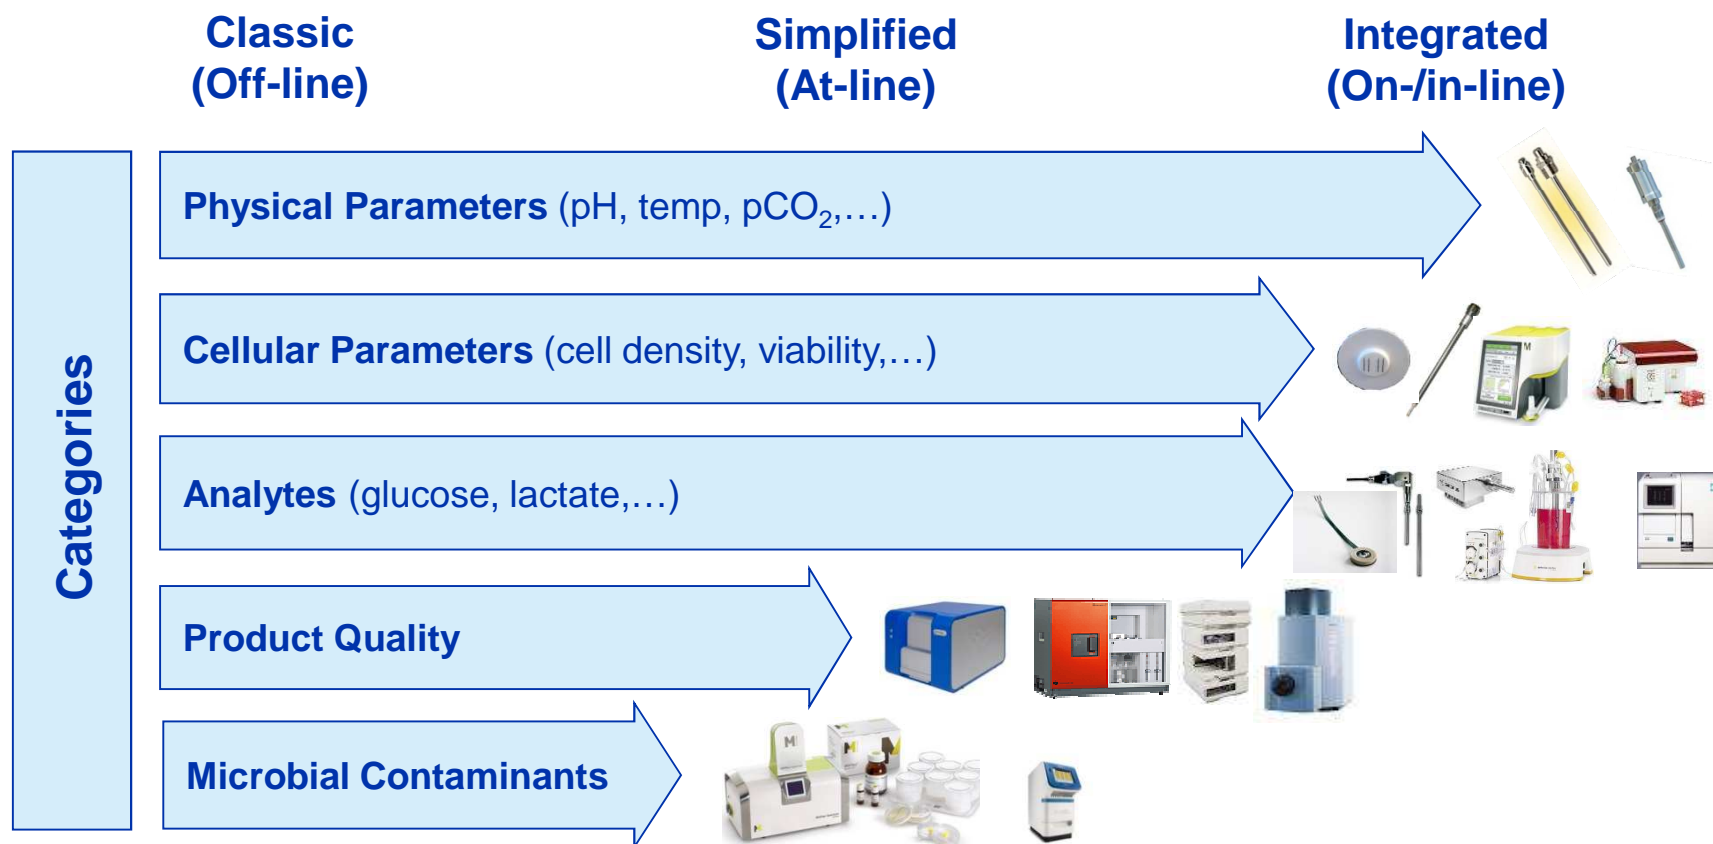 Classic
(Off-line)
Simplified
(At-line)
Integrated
(On-/in-line)
Categories
Physical Parameters (pH, temp, pCO₂,…)
Cellular Parameters (cell density, viability,…)
M
Analytes (glucose, lactate,…)
Product Quality
Microbial Contaminants
M
M